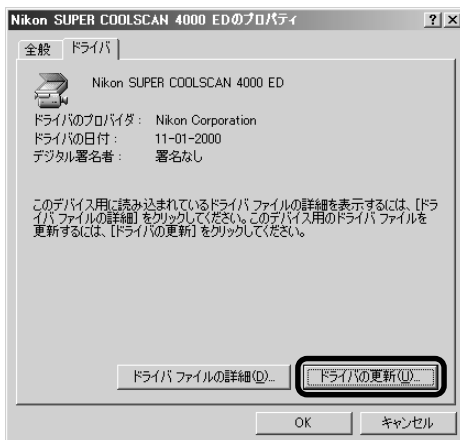 Nikon SUPER COOLSCAN 4000 EDのプロパティ
全般 ドライバ
Nikon SUPER COOLSCAN 4000 ED
ドライバのプロバイダ： Nikon Corporation
ドライバの日付： 11-01-2000
デジタル署名者： 署名なし
このデバイス用に読み込まれているドライバ ファイルの詳細を表示するには、[ドラ
イバ ファイルの詳細] をクリックしてください。このデバイス用のドライバ ファイルを
更新するには、[ドライバの更新] をクリックしてください。
ドライバ ファイルの詳細(D)... ドライバの更新(U)...
OK キャンセル